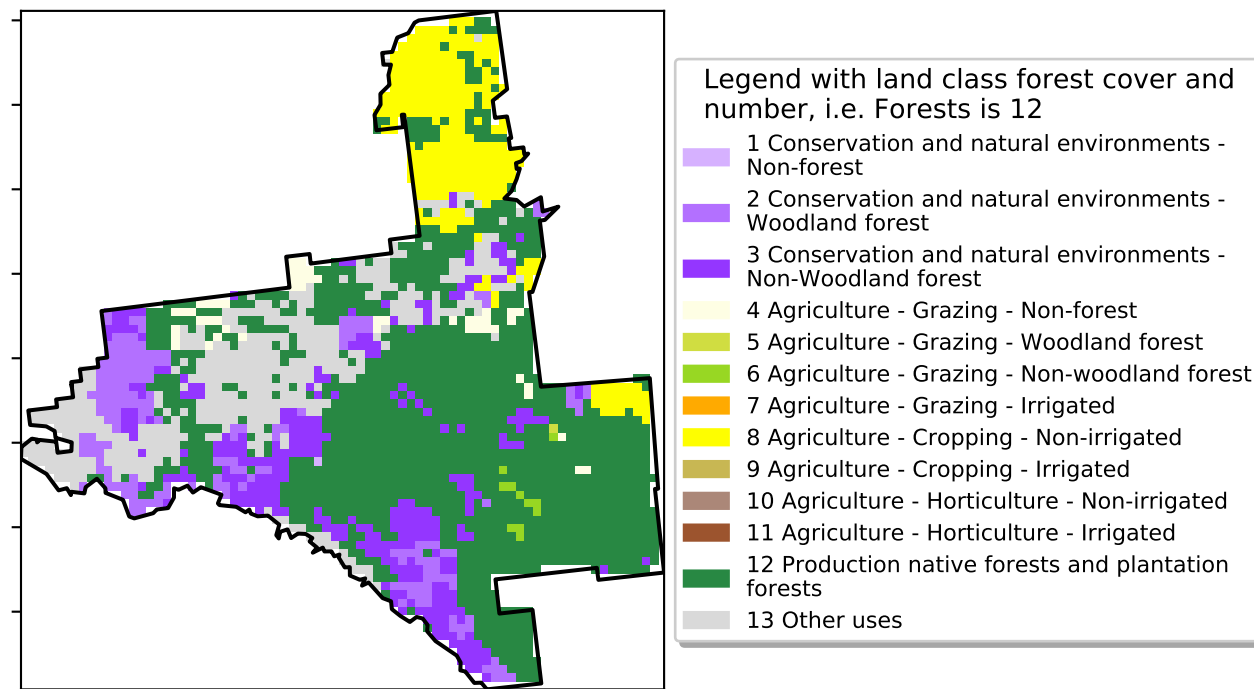 Legend with land class forest cover and
number, i.e. Forests is 12
1 Conservation and natural environments -
Non-forest
2 Conservation and natural environments -
Woodland forest
3 Conservation and natural environments -
Non-Woodland forest
4 Agriculture - Grazing - Non-forest
5 Agriculture - Grazing - Woodland forest
6 Agriculture - Grazing - Non-woodland forest
7 Agriculture - Grazing - Irrigated
8 Agriculture - Cropping - Non-irrigated
9 Agriculture - Cropping - Irrigated
10 Agriculture - Horticulture - Non-irrigated
11 Agriculture - Horticulture - Irrigated
12 Production native forests and plantation
forests
13 Other uses